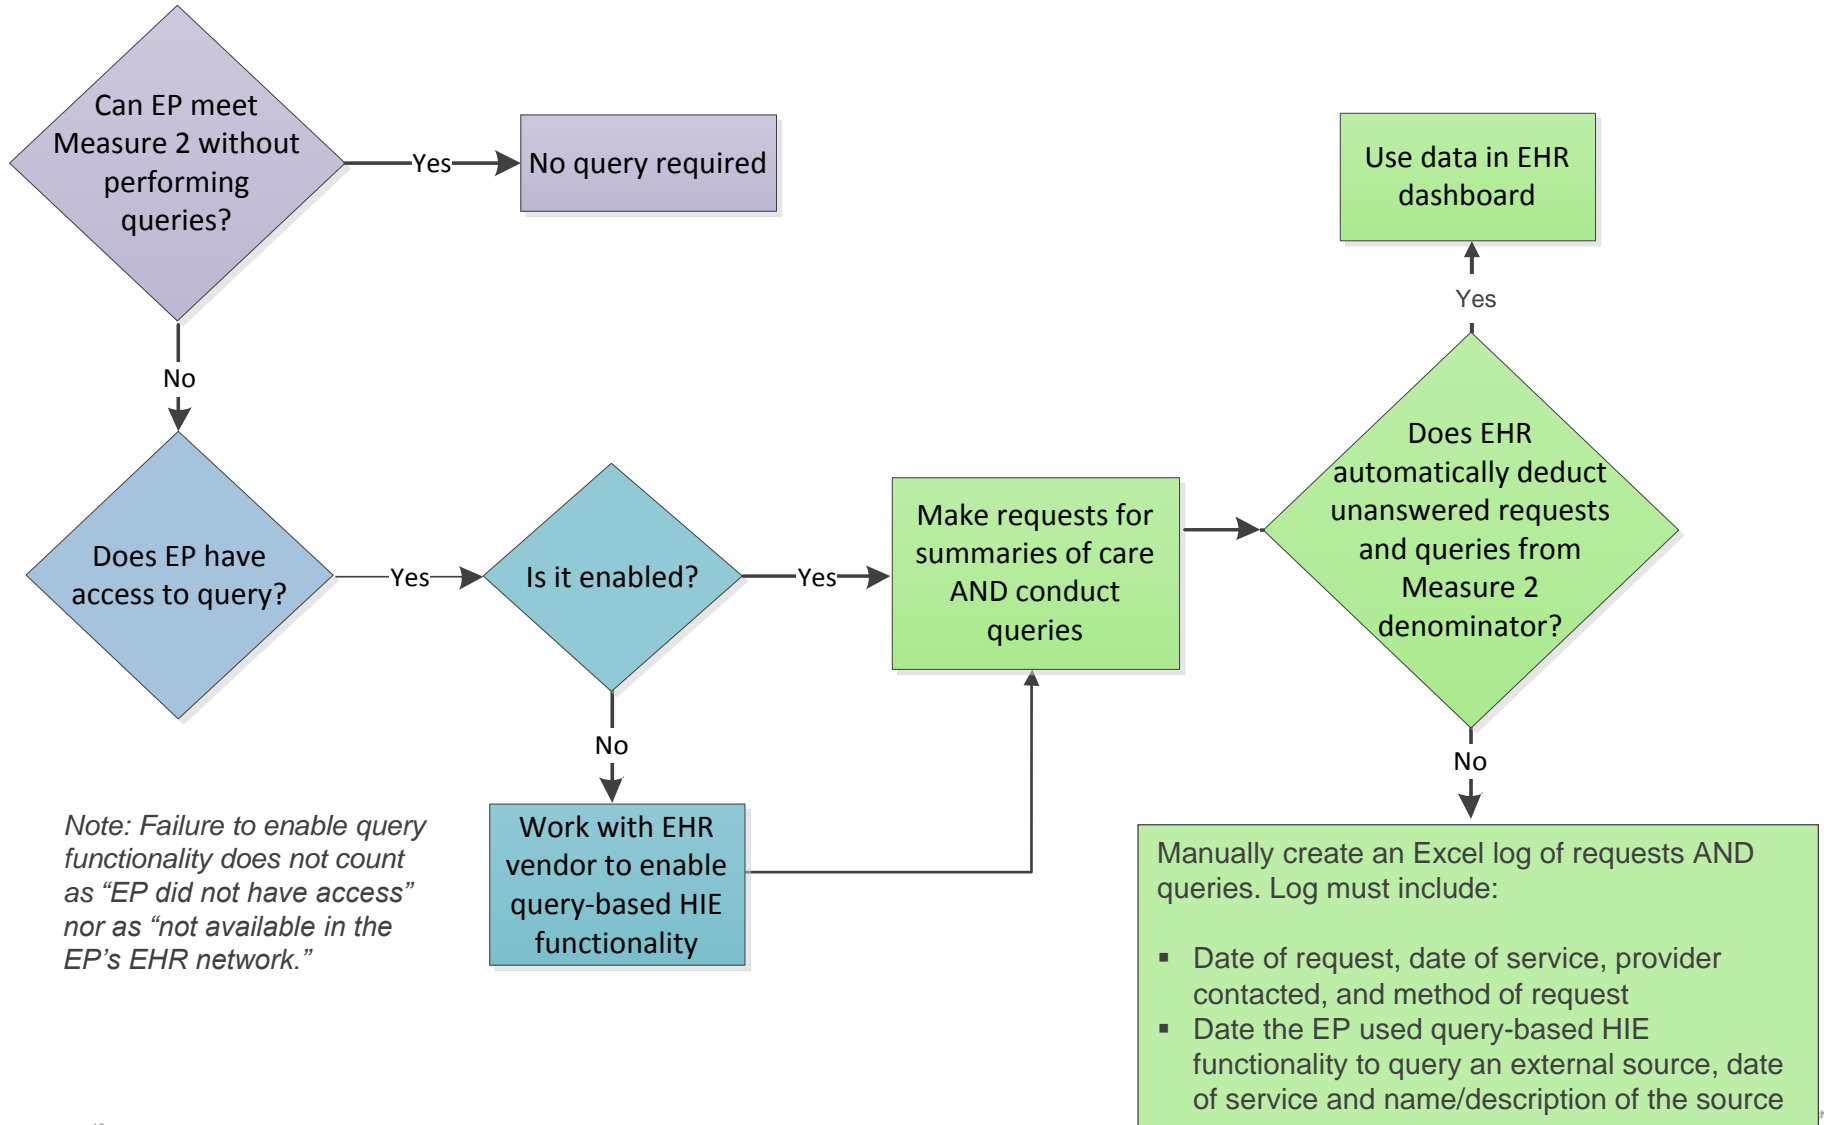 Can EP meet
Measure 2 without
performing
queries?
Yes
No query required
No
Does EP have
access to query?
Yes
Is it enabled?
Yes
No
Work with EHR
vendor to enable
query-based HIE
functionality
Make requests for
summaries of care
AND conduct
queries
Does EHR
automatically deduct
unanswered requests
and queries from
Measure 2
denominator?
Yes
Use data in EHR
dashboard
No
Manually create an Excel log of requests AND
queries. Log must include:
▪ Date of request, date of service, provider
contacted, and method of request
▪ Date the EP used query-based HIE
functionality to query an external source, date
of service and name/description of the source
Note: Failure to enable query
functionality does not count
as “EP did not have access”
nor as “not available in the
EP’s EHR network.”